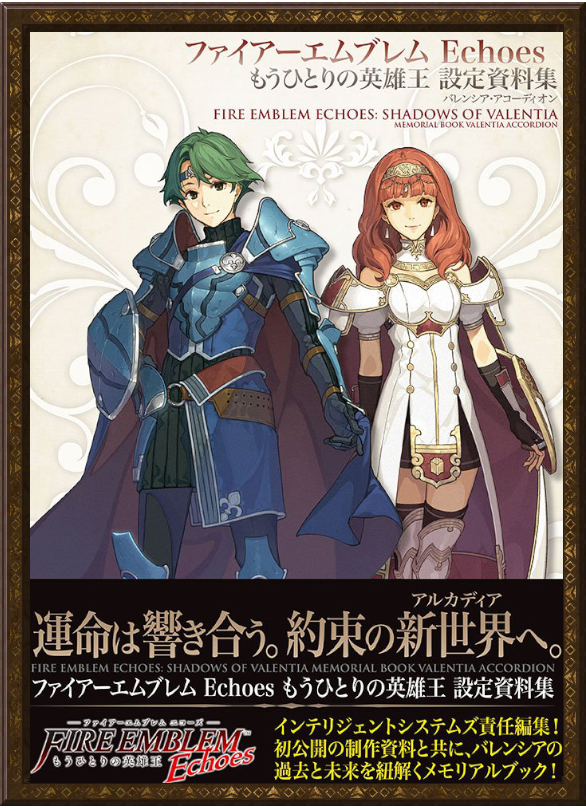 ファイアーエムブレム Echoes
もうひとりの英雄王 設定資料集
バレンシア・アコーディオン
FIRE EMBLEM ECHOES: SHADOWS OF VALENTIA
MEMORIAL BOOK VALENTIA ACCORDION
アルカディア
運命は響き合う。約束の新世界へ。
FIRE EMBLEM ECHOES: SHADOWS OF VALENTIA MEMORIAL BOOK VALENTIA ACCORDION
ファイアーエムブレム Echoes もうひとりの英雄王 設定資料集
ファイアーエムブレム エコーズ
FIRE EMBLEM™
もうひとりの英雄王
Echoes
インテリジェントシステムズ責任編集!
初公開の制作資料と共に、バレンシアの
過去と未来を紐解くメモリアルブック!